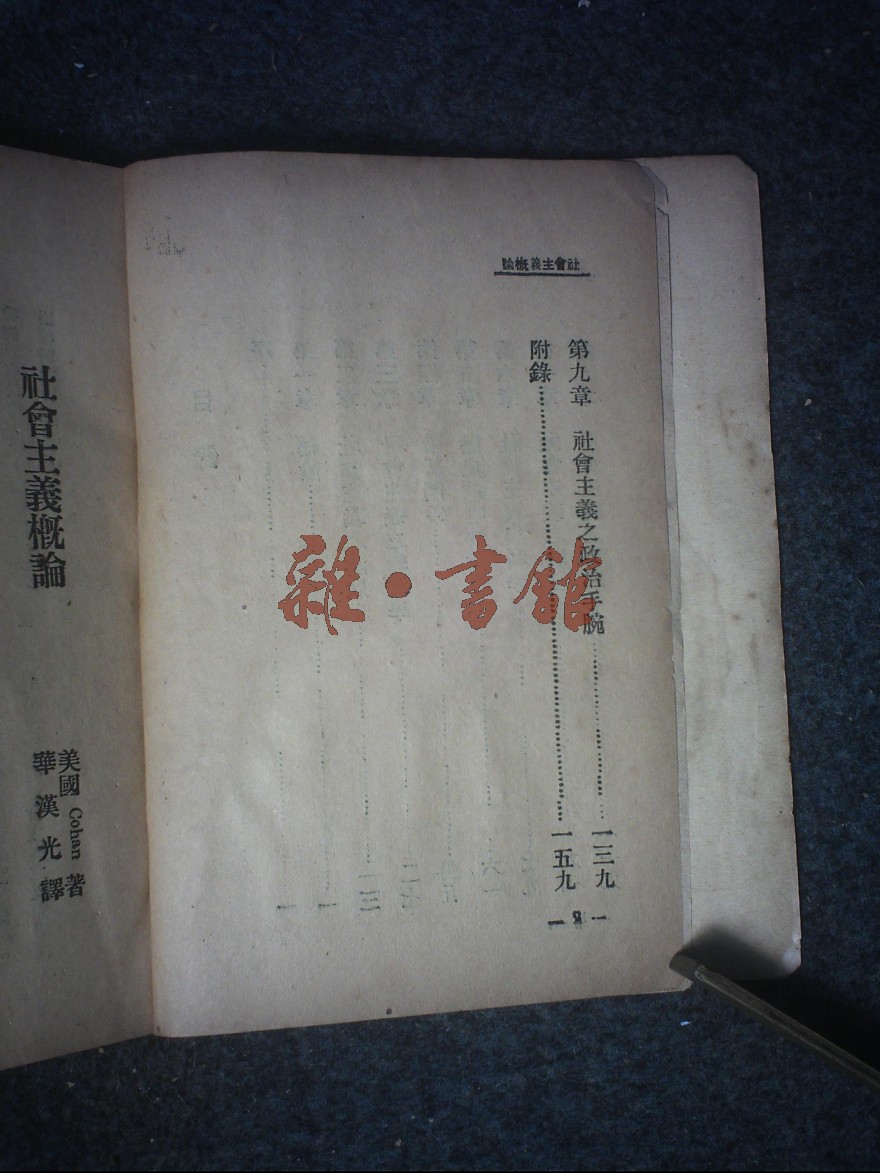 社會主義概論
第九章　社會主義之政治手腕……一三九
附錄……一五九
— 2 —
雜·書館
社會主義概論
美國 Cohan 著
華漢光譯